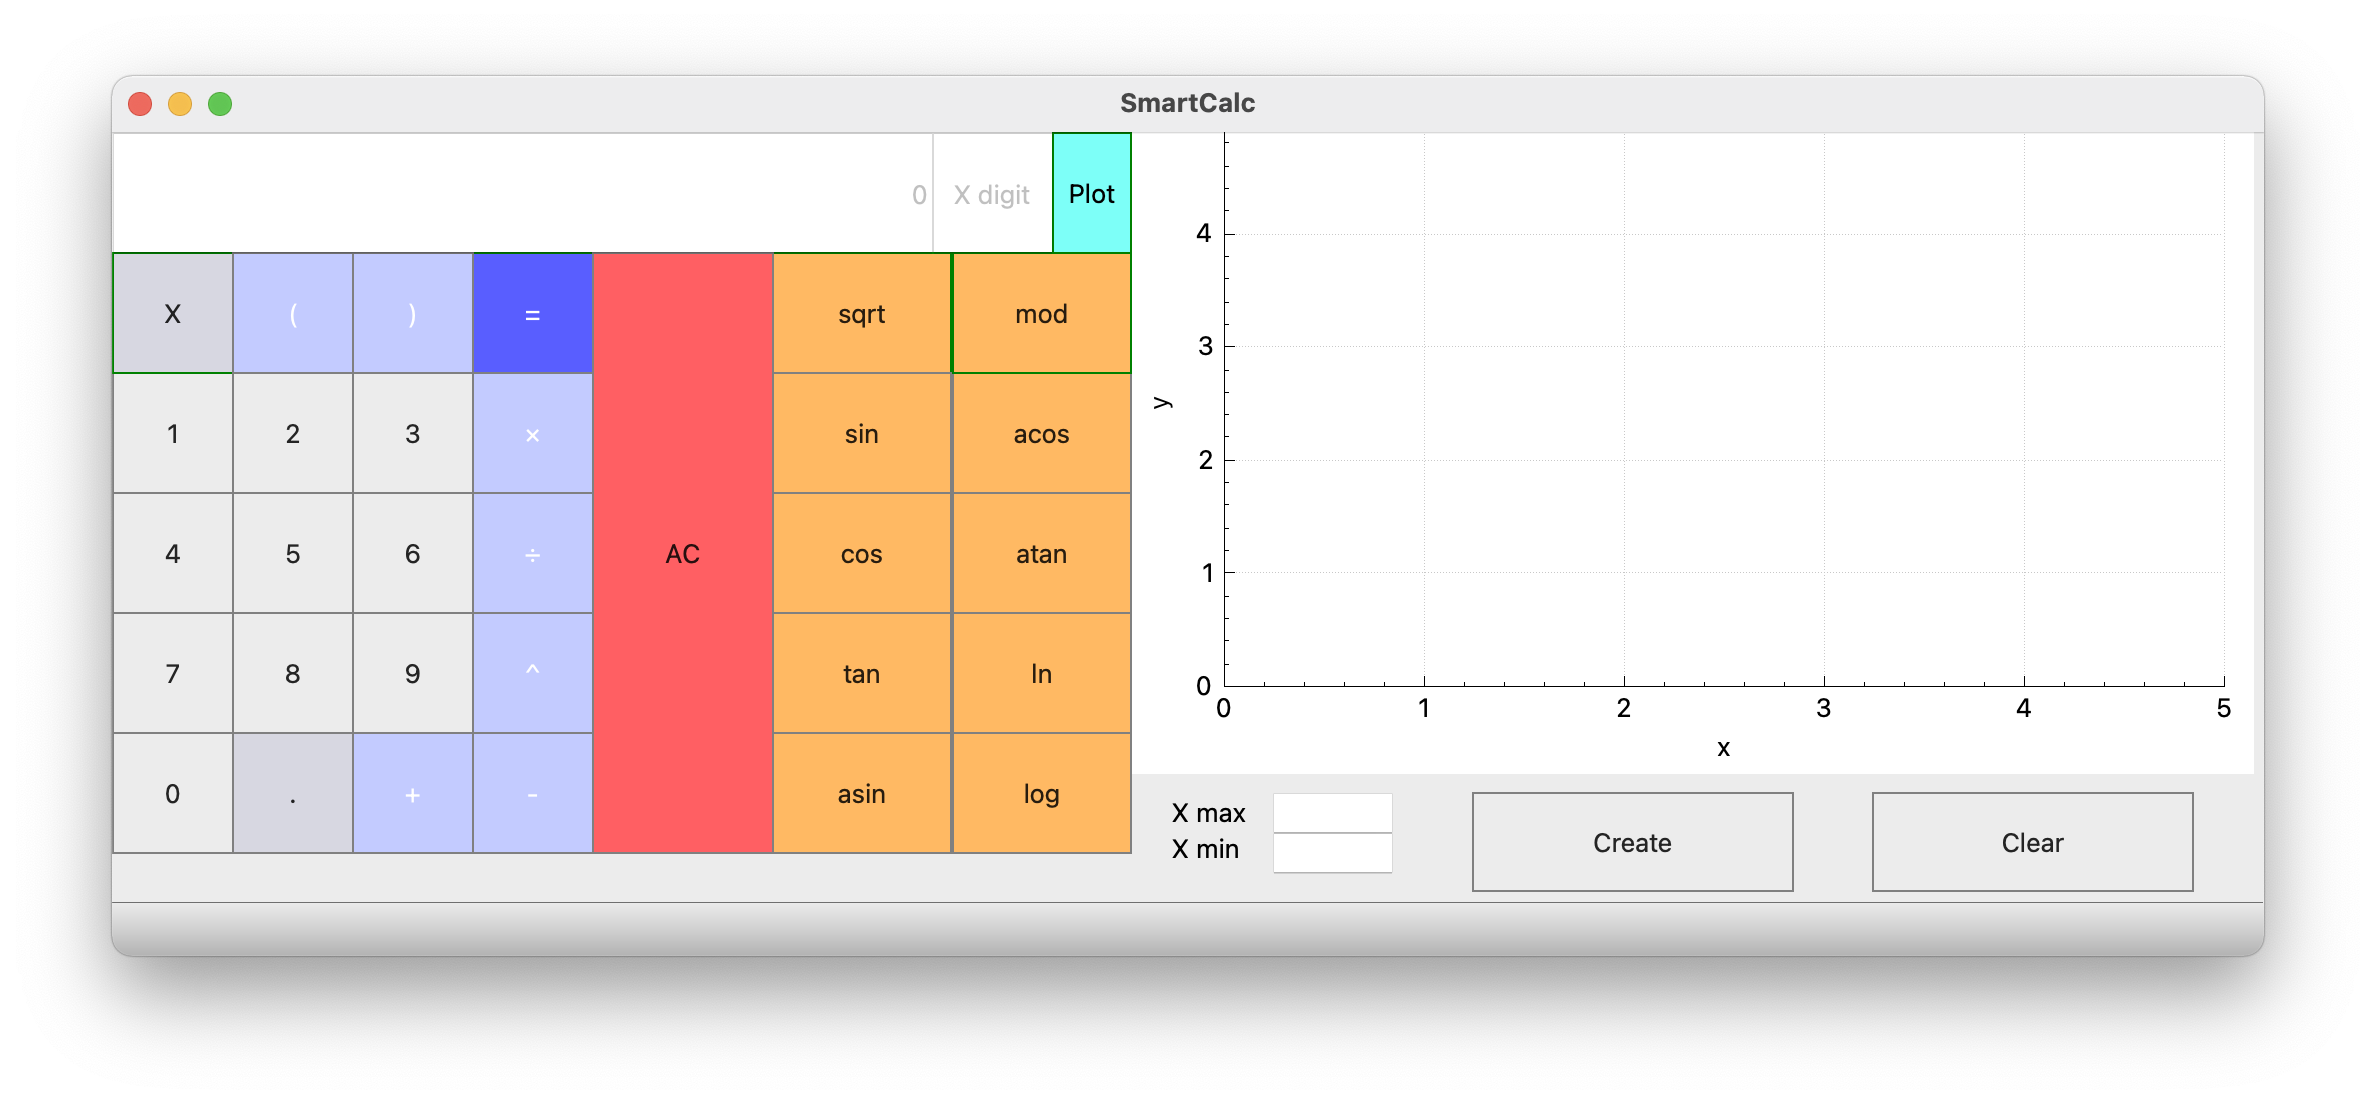 SmartCalc
0 X digit Plot
X ( ) = sqrt mod
1 2 3 × sin acos
4 5 6 ÷ AC cos atan
7 8 9 ^ tan ln
0 . + - asin log
4
3
y
2
1
0
0 1 2 3 4 5
x
X max
X min
Create
Clear